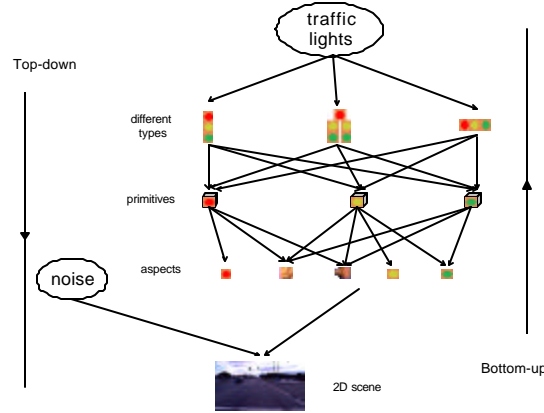 traffic
lights
Top-down
different
types
primitives
aspects
noise
Bottom-up
2D scene